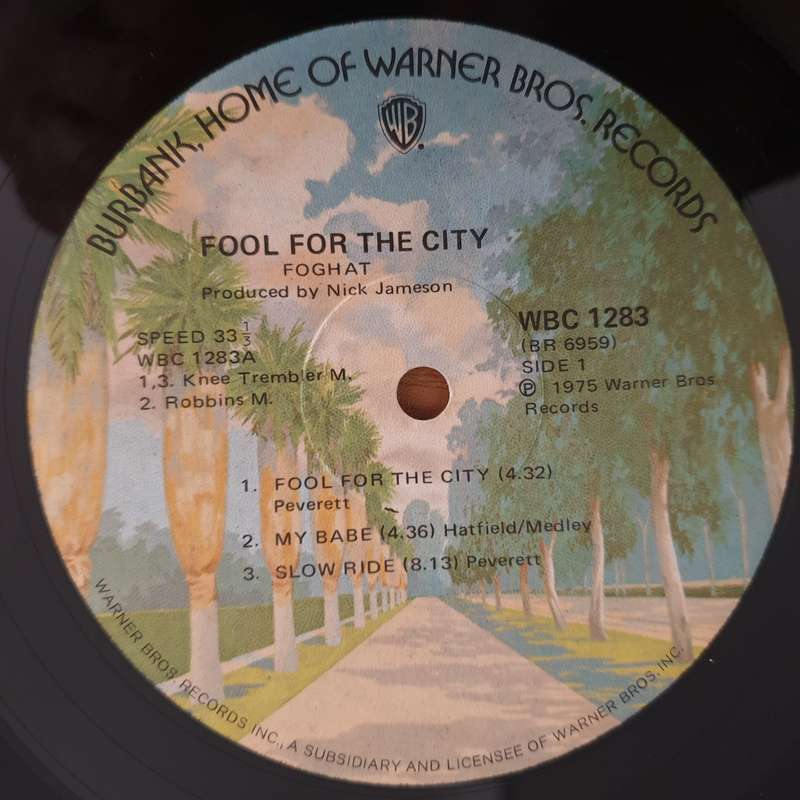 BURBANK, HOME OF WARNER BROS. RECORDS
WB
FOOL FOR THE CITY
FOGHAT
Produced by Nick Jameson
SPEED 33 1/3
WBC 1283A
1,3. Knee Trembler M.
2. Robbins M.
WBC 1283
(BR 6959)
SIDE 1
Ⓟ 1975 Warner Bros
Records
1. FOOL FOR THE CITY (4.32)
Peverett
2. MY BABE (4.36) Hatfield/Medley
3. SLOW RIDE (8.13) Peverett
WARNER BROS. RECORDS INC., A SUBSIDIARY AND LICENSEE OF WARNER BROS. INC.